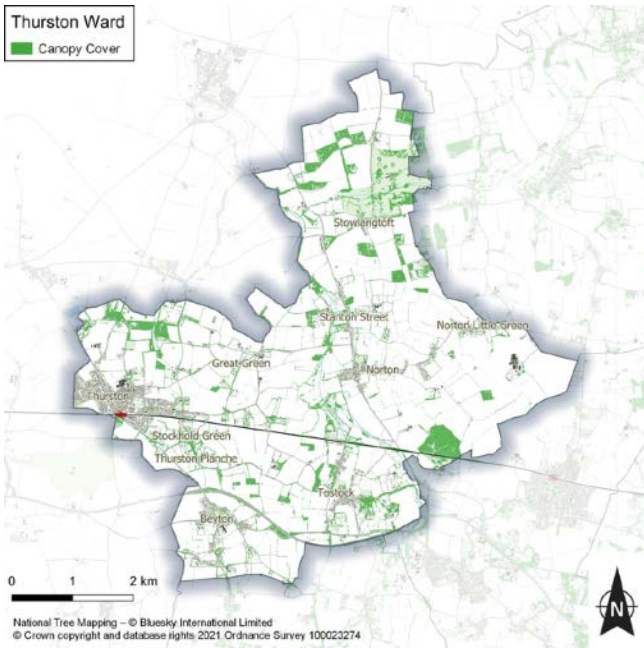 Thurston Ward
Canopy Cover
Stowlangtoft
Stanton Street
Norton Little Green
Great Green
Norton
Thurston
Stockhold Green
Thurston Planche
Tostock
Beyton
0 1 2 km
N
National Tree Mapping – © Bluesky International Limited
© Crown copyright and database rights 2021 Ordnance Survey 100023274